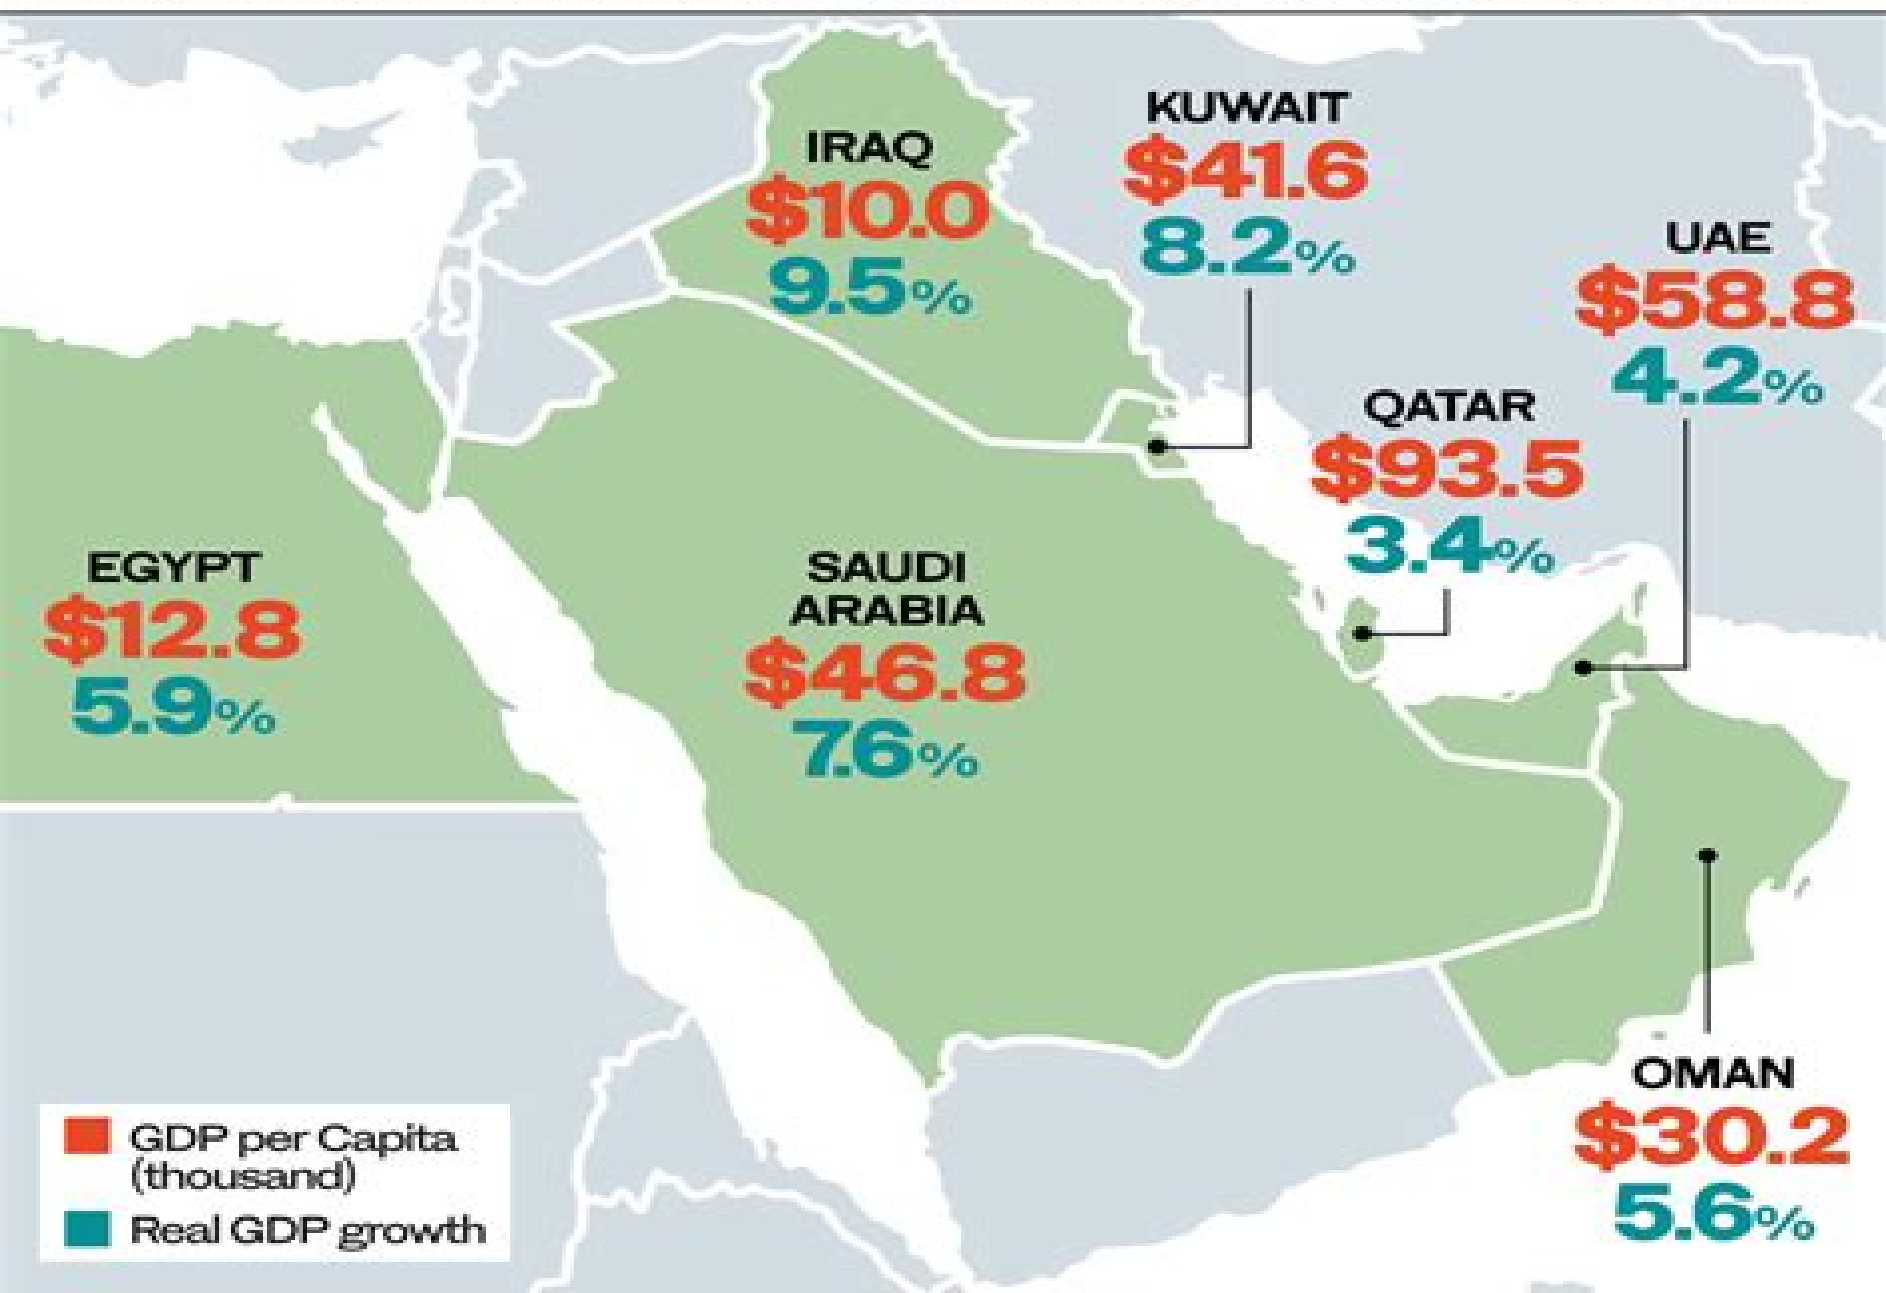 IRAQ
$10.0
9.5%
KUWAIT
$41.6
8.2%
UAE
$58.8
4.2%
QATAR
$93.5
3.4%
EGYPT
$12.8
5.9%
SAUDI
ARABIA
$46.8
7.6%
OMAN
$30.2
5.6%
GDP per Capita
(thousand)
Real GDP growth